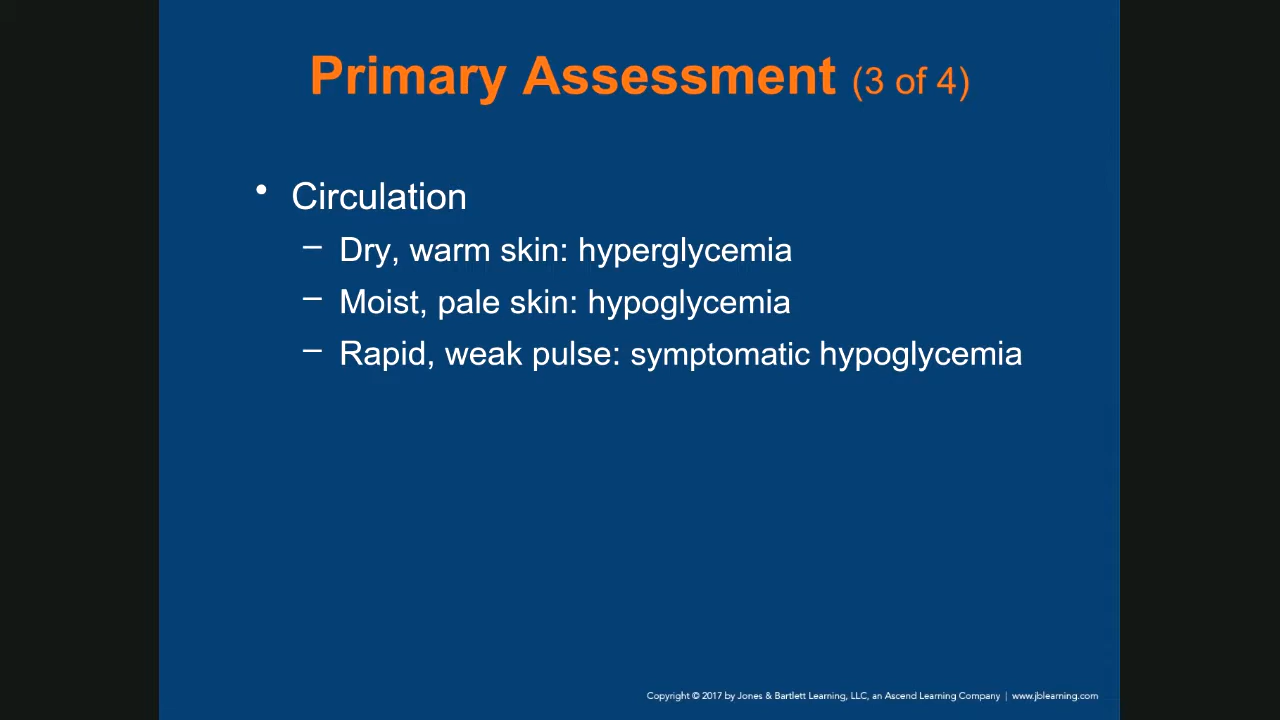 Primary Assessment (3 of 4)
• Circulation
– Dry, warm skin: hyperglycemia
– Moist, pale skin: hypoglycemia
– Rapid, weak pulse: symptomatic hypoglycemia
Copyright © 2017 by Jones & Bartlett Learning, LLC, an Ascend Learning Company | www.jblearning.com